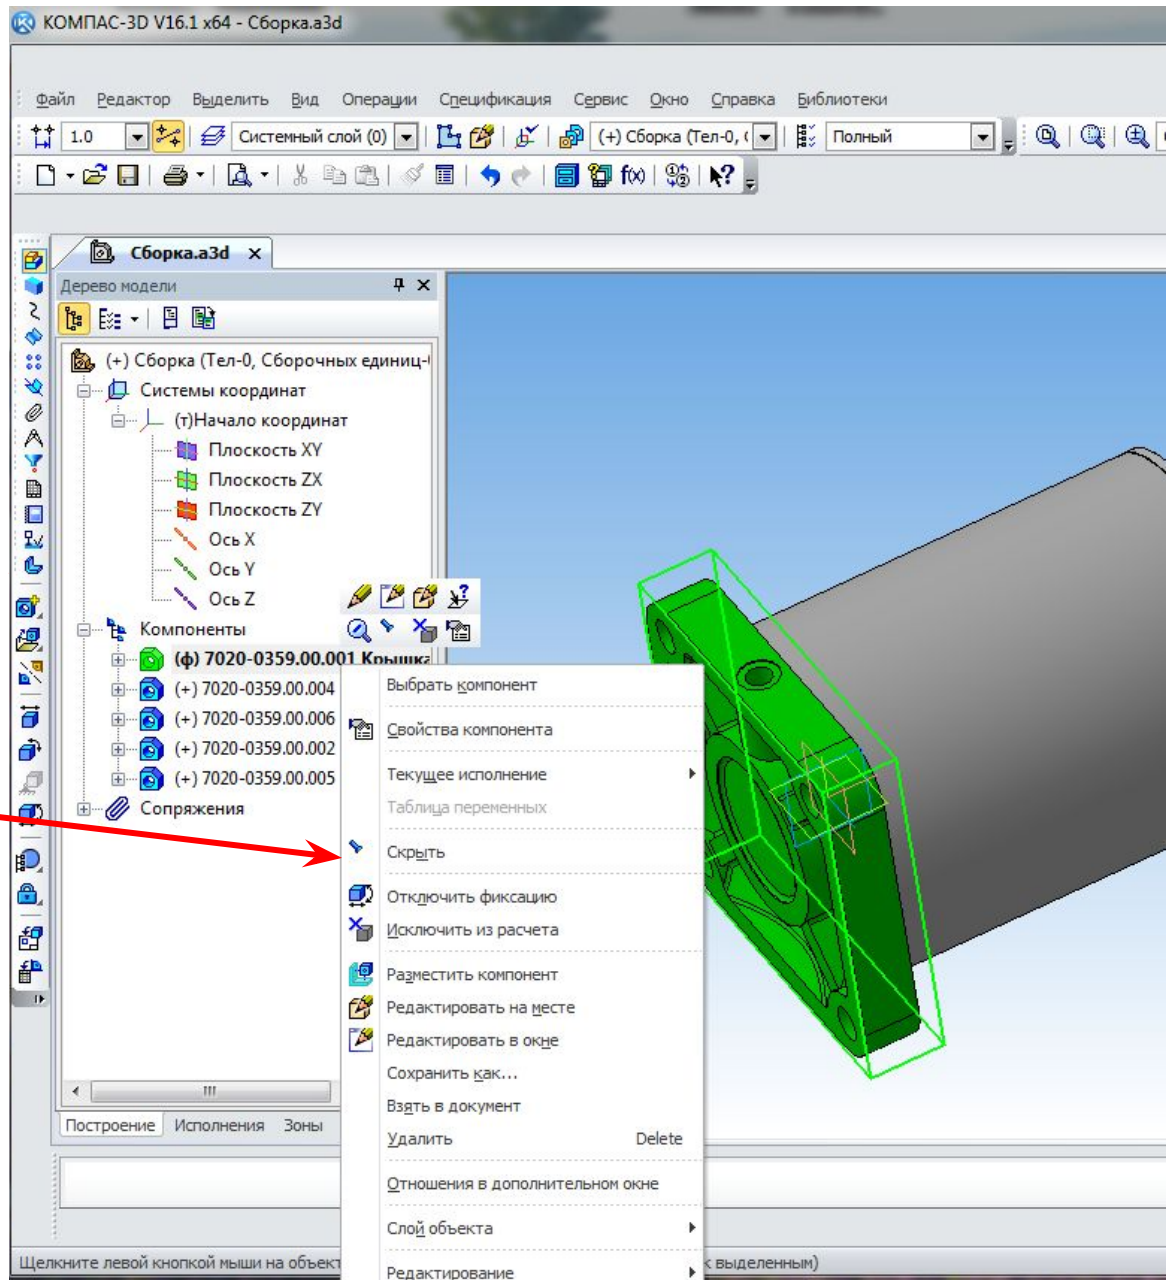 КОМПАС-3D V16.1 x64 - Сборка.a3d
Файл Редактор Выделить Вид Операции Спецификация Сервис Окно Справка Библиотеки
1.0 Системный слой (0) (+) Сборка (Тел-0, Полный
f(x)
Сборка.a3d
Дерево модели
(+) Сборка (Тел-0, Сборочных единиц-
Системы координат
(т)Начало координат
Плоскость XY
Плоскость ZX
Плоскость ZY
Ось X
Ось Y
Ось Z
Компоненты
(ф) 7020-0359.00.001 Крышка
(+) 7020-0359.00.004
(+) 7020-0359.00.006
(+) 7020-0359.00.002
(+) 7020-0359.00.005
Сопряжения
Выбрать компонент
Свойства компонента
Текущее исполнение
Таблица переменных
Скрыть
Отключить фиксацию
Исключить из расчета
Разместить компонент
Редактировать на месте
Редактировать в окне
Сохранить как...
Взять в документ
Удалить Delete
Отношения в дополнительном окне
Слой объекта
Редактирование
Построение Исполнения Зоны
Щелкните левой кнопкой мыши на объект к выделенным)